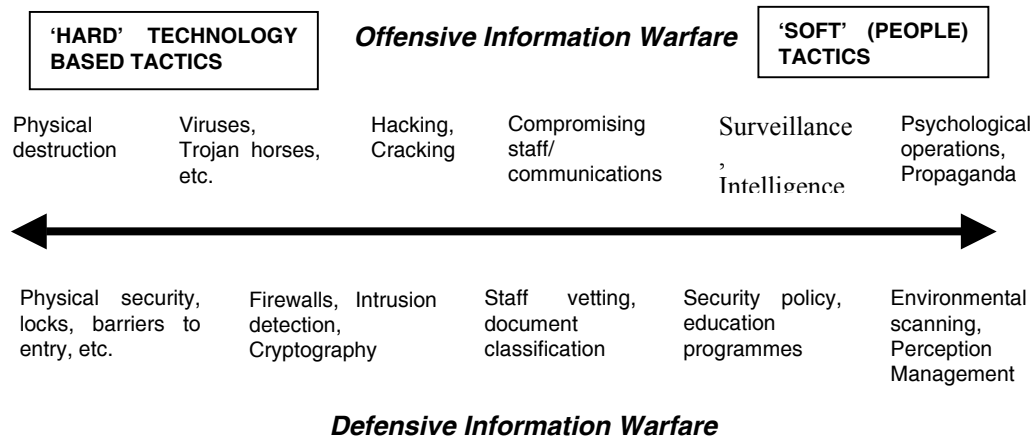 ‘HARD’ TECHNOLOGY
BASED TACTICS
Offensive Information Warfare
‘SOFT’ (PEOPLE)
TACTICS
Physical
destruction
Viruses,
Trojan horses,
etc.
Hacking,
Cracking
Compromising
staff/
communications
Surveillance
,
Intelligence
Psychological
operations,
Propaganda
Physical security,
locks, barriers to
entry, etc.
Firewalls, Intrusion
detection,
Cryptography
Staff vetting,
document
classification
Security policy,
education
programmes
Environmental
scanning,
Perception
Management
Defensive Information Warfare